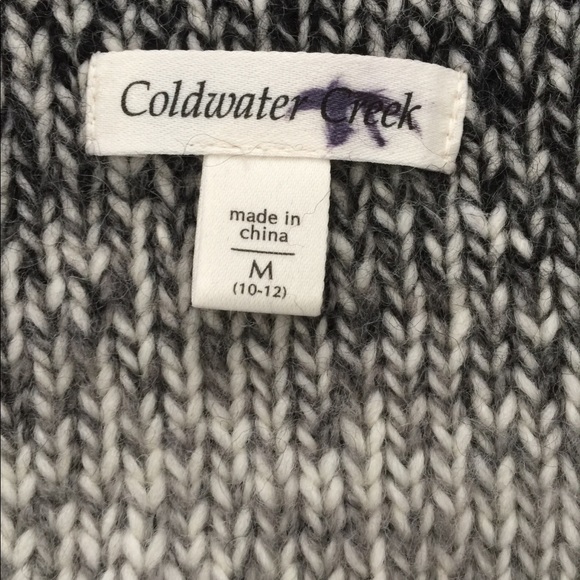 Coldwater Creek
made in
china
M
(10-12)